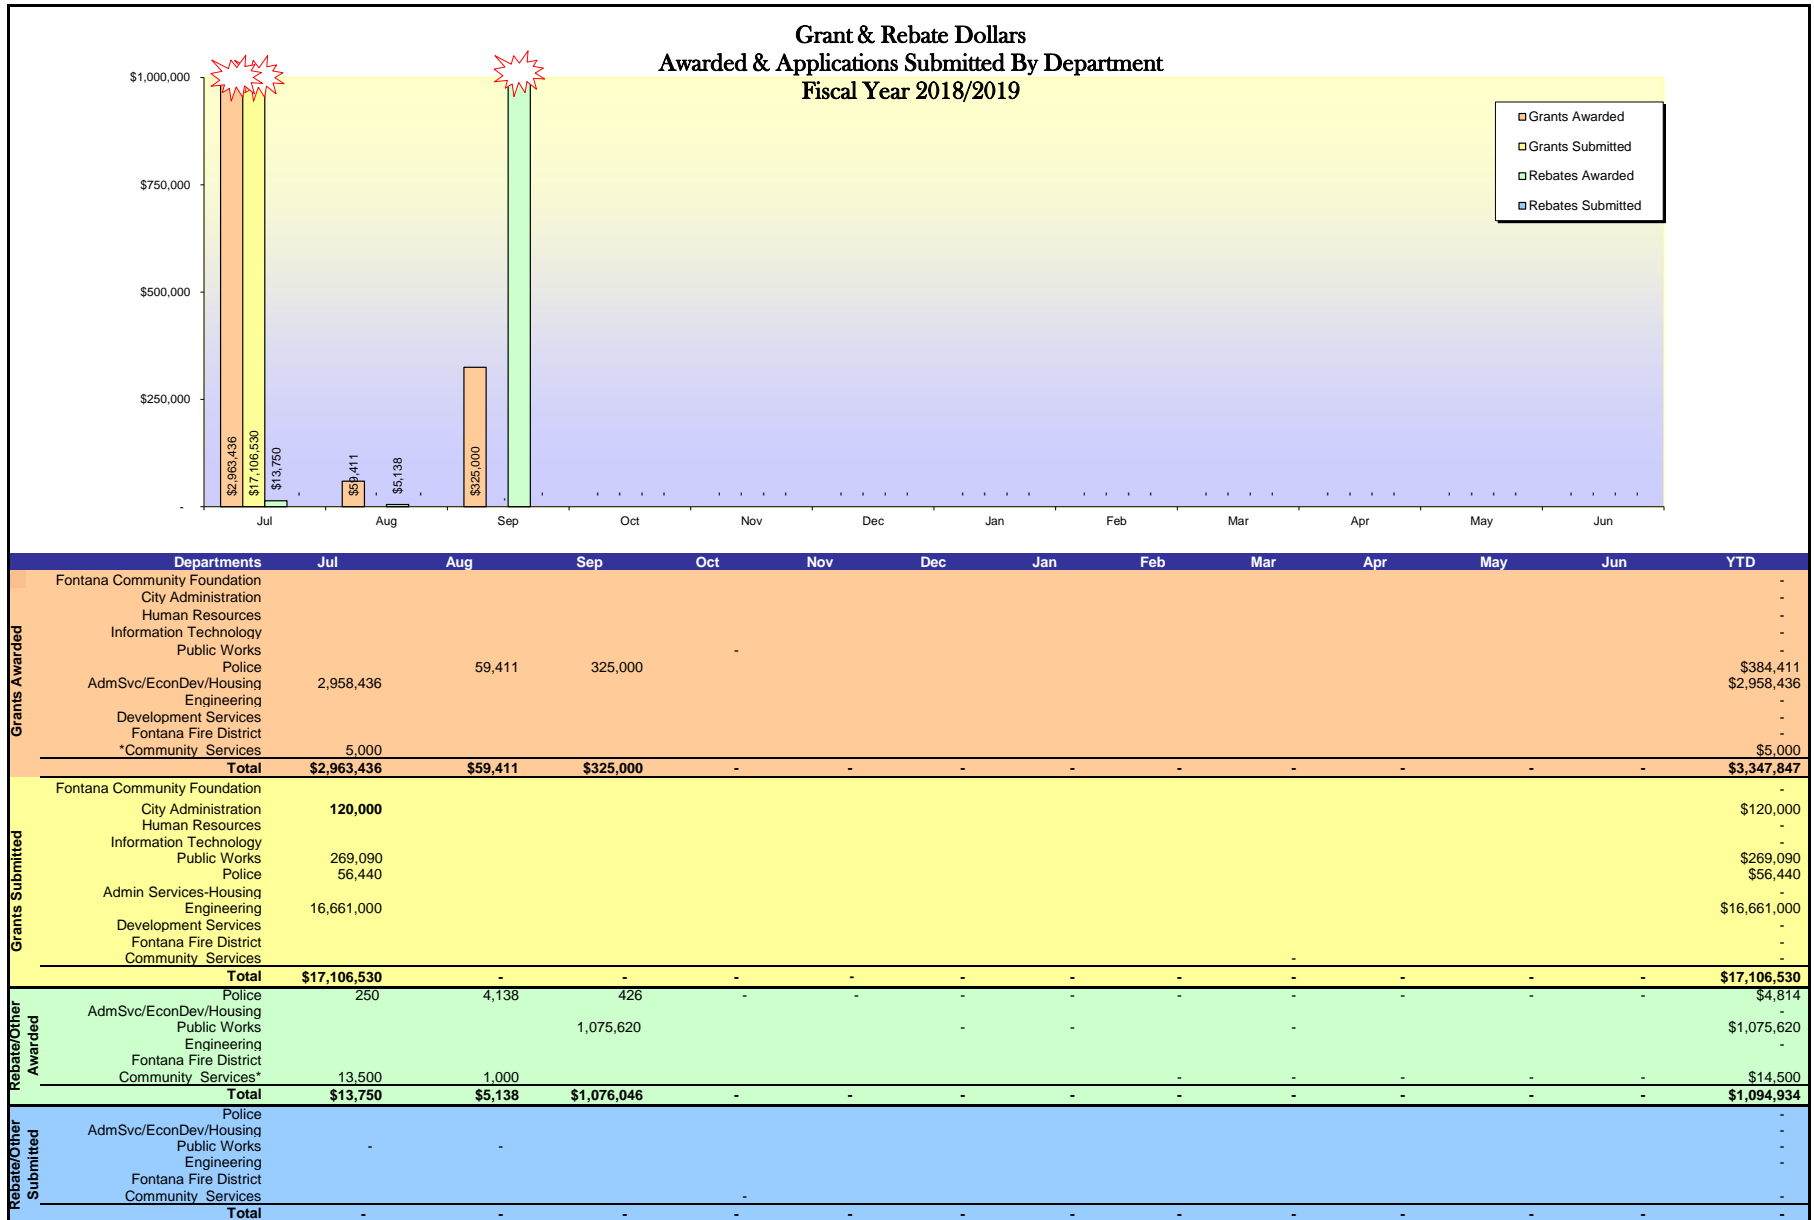 Grant & Rebate Dollars
Awarded & Applications Submitted By Department
Fiscal Year 2018/2019
$1,000,000
$750,000
$500,000
$250,000
-
Grants Awarded
Grants Submitted
Rebates Awarded
Rebates Submitted
$2,963,436
$17,106,530
$13,750
$59,411
$5,138
$325,000
Jul Aug Sep Oct Nov Dec Jan Feb Mar Apr May Jun
Departments Jul Aug Sep Oct Nov Dec Jan Feb Mar Apr May Jun YTD
Grants Awarded
Fontana Community Foundation -
City Administration -
Human Resources -
Information Technology -
Public Works - -
Police 59,411 325,000 $384,411
AdmSvc/EconDev/Housing 2,958,436 $2,958,436
Engineering -
Development Services -
Fontana Fire District -
*Community Services 5,000 $5,000
Total $2,963,436 $59,411 $325,000 - - - - - - - - - $3,347,847
Grants Submitted
Fontana Community Foundation -
City Administration 120,000 $120,000
Human Resources -
Information Technology -
Public Works 269,090 $269,090
Police 56,440 $56,440
Admin Services-Housing -
Engineering 16,661,000 $16,661,000
Development Services -
Fontana Fire District -
Community Services - -
Total $17,106,530 - - - - - - - - - - - $17,106,530
Rebate/Other
Awarded
Police 250 4,138 426 - - - - - - - - - $4,814
AdmSvc/EconDev/Housing -
Public Works 1,075,620 - - - $1,075,620
Engineering -
Fontana Fire District
Community Services* 13,500 1,000 - - - - - $14,500
Total $13,750 $5,138 $1,076,046 - - - - - - - - - $1,094,934
Rebate/Other
Submitted
Police -
AdmSvc/EconDev/Housing -
Public Works - - -
Engineering -
Fontana Fire District
Community Services - -
Total - - - - - - - - - - - - -